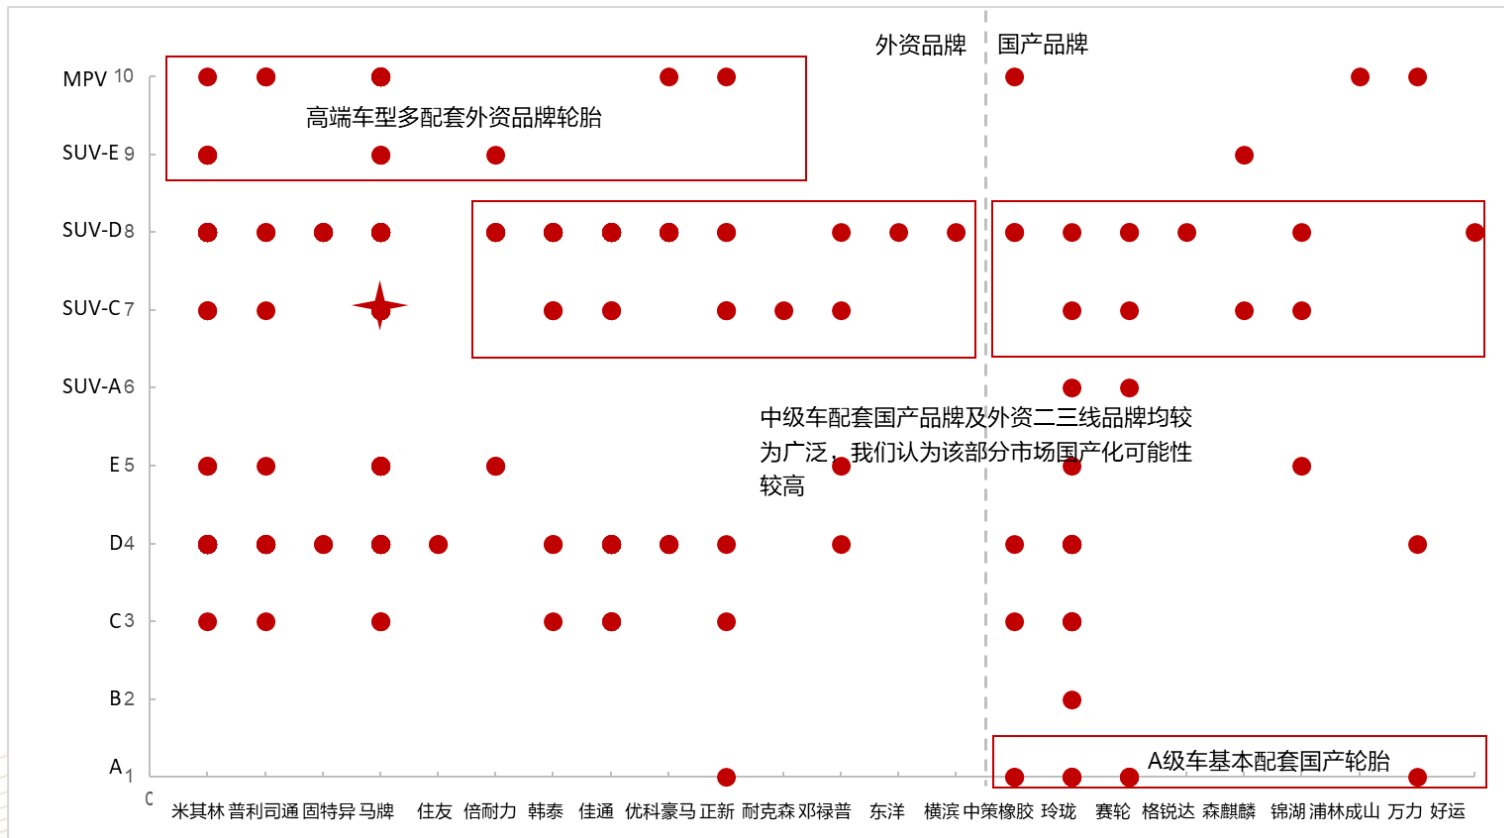 外资品牌 国产品牌
MPV 10
高端车型多配套外资品牌轮胎
SUV-E 9
SUV-D 8
SUV-C 7
SUV-A 6
中级车配套国产品牌及外资二三线品牌均较
为广泛，我们认为该部分市场国产化可能性
较高
E 5
D 4
C 3
B 2
A 1
A级车基本配套国产轮胎
0
米其林 普利司通 固特异 马牌 住友 倍耐力 韩泰 佳通 优科豪马 正新 耐克森 邓禄普 东洋 横滨 中策橡胶 玲珑 赛轮 格锐达 森麒麟 锦湖 浦林成山 万力 好运